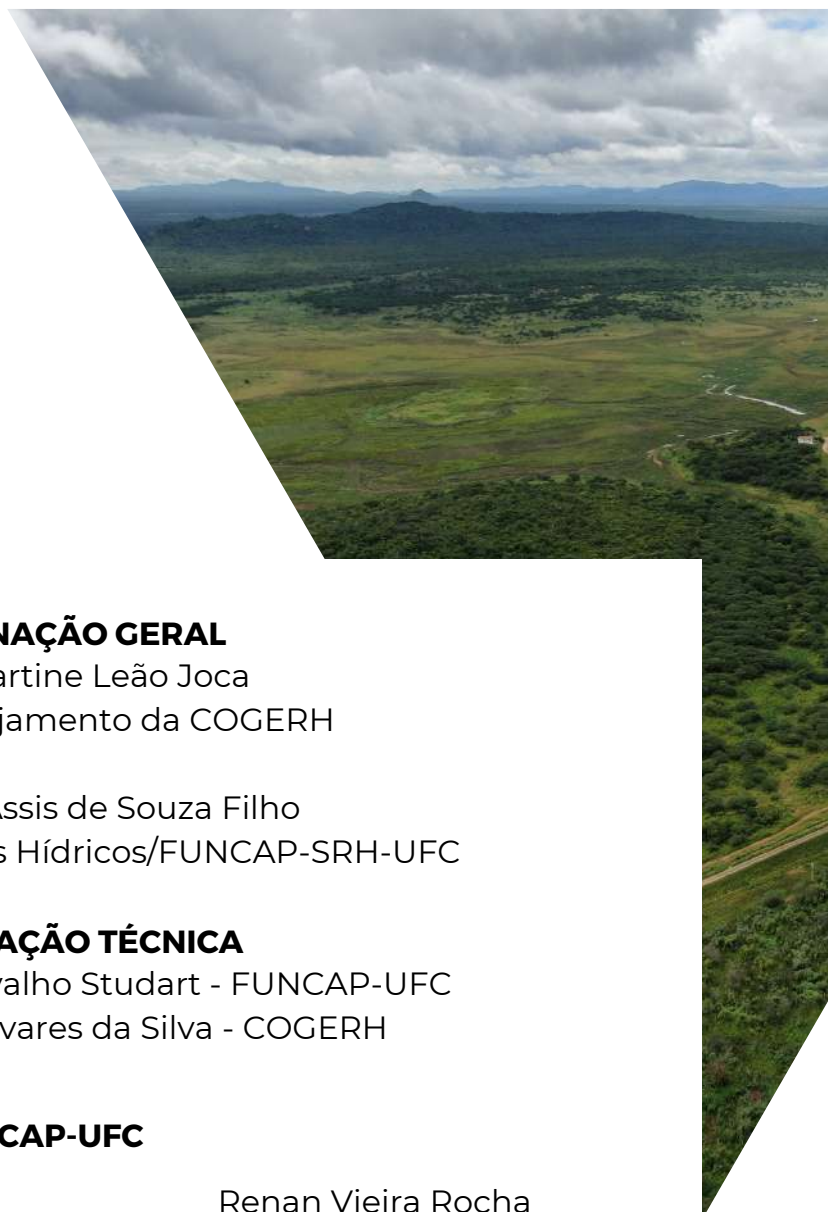 NAÇÃO GERAL
artine Leão Joca
jamento da COGERH
Assis de Souza Filho
s Hídricos/FUNCAP-SRH-UFC
AÇÃO TÉCNICA
valho Studart - FUNCAP-UFC
vares da Silva - COGERH
CAP-UFC
Renan Vieira Rocha